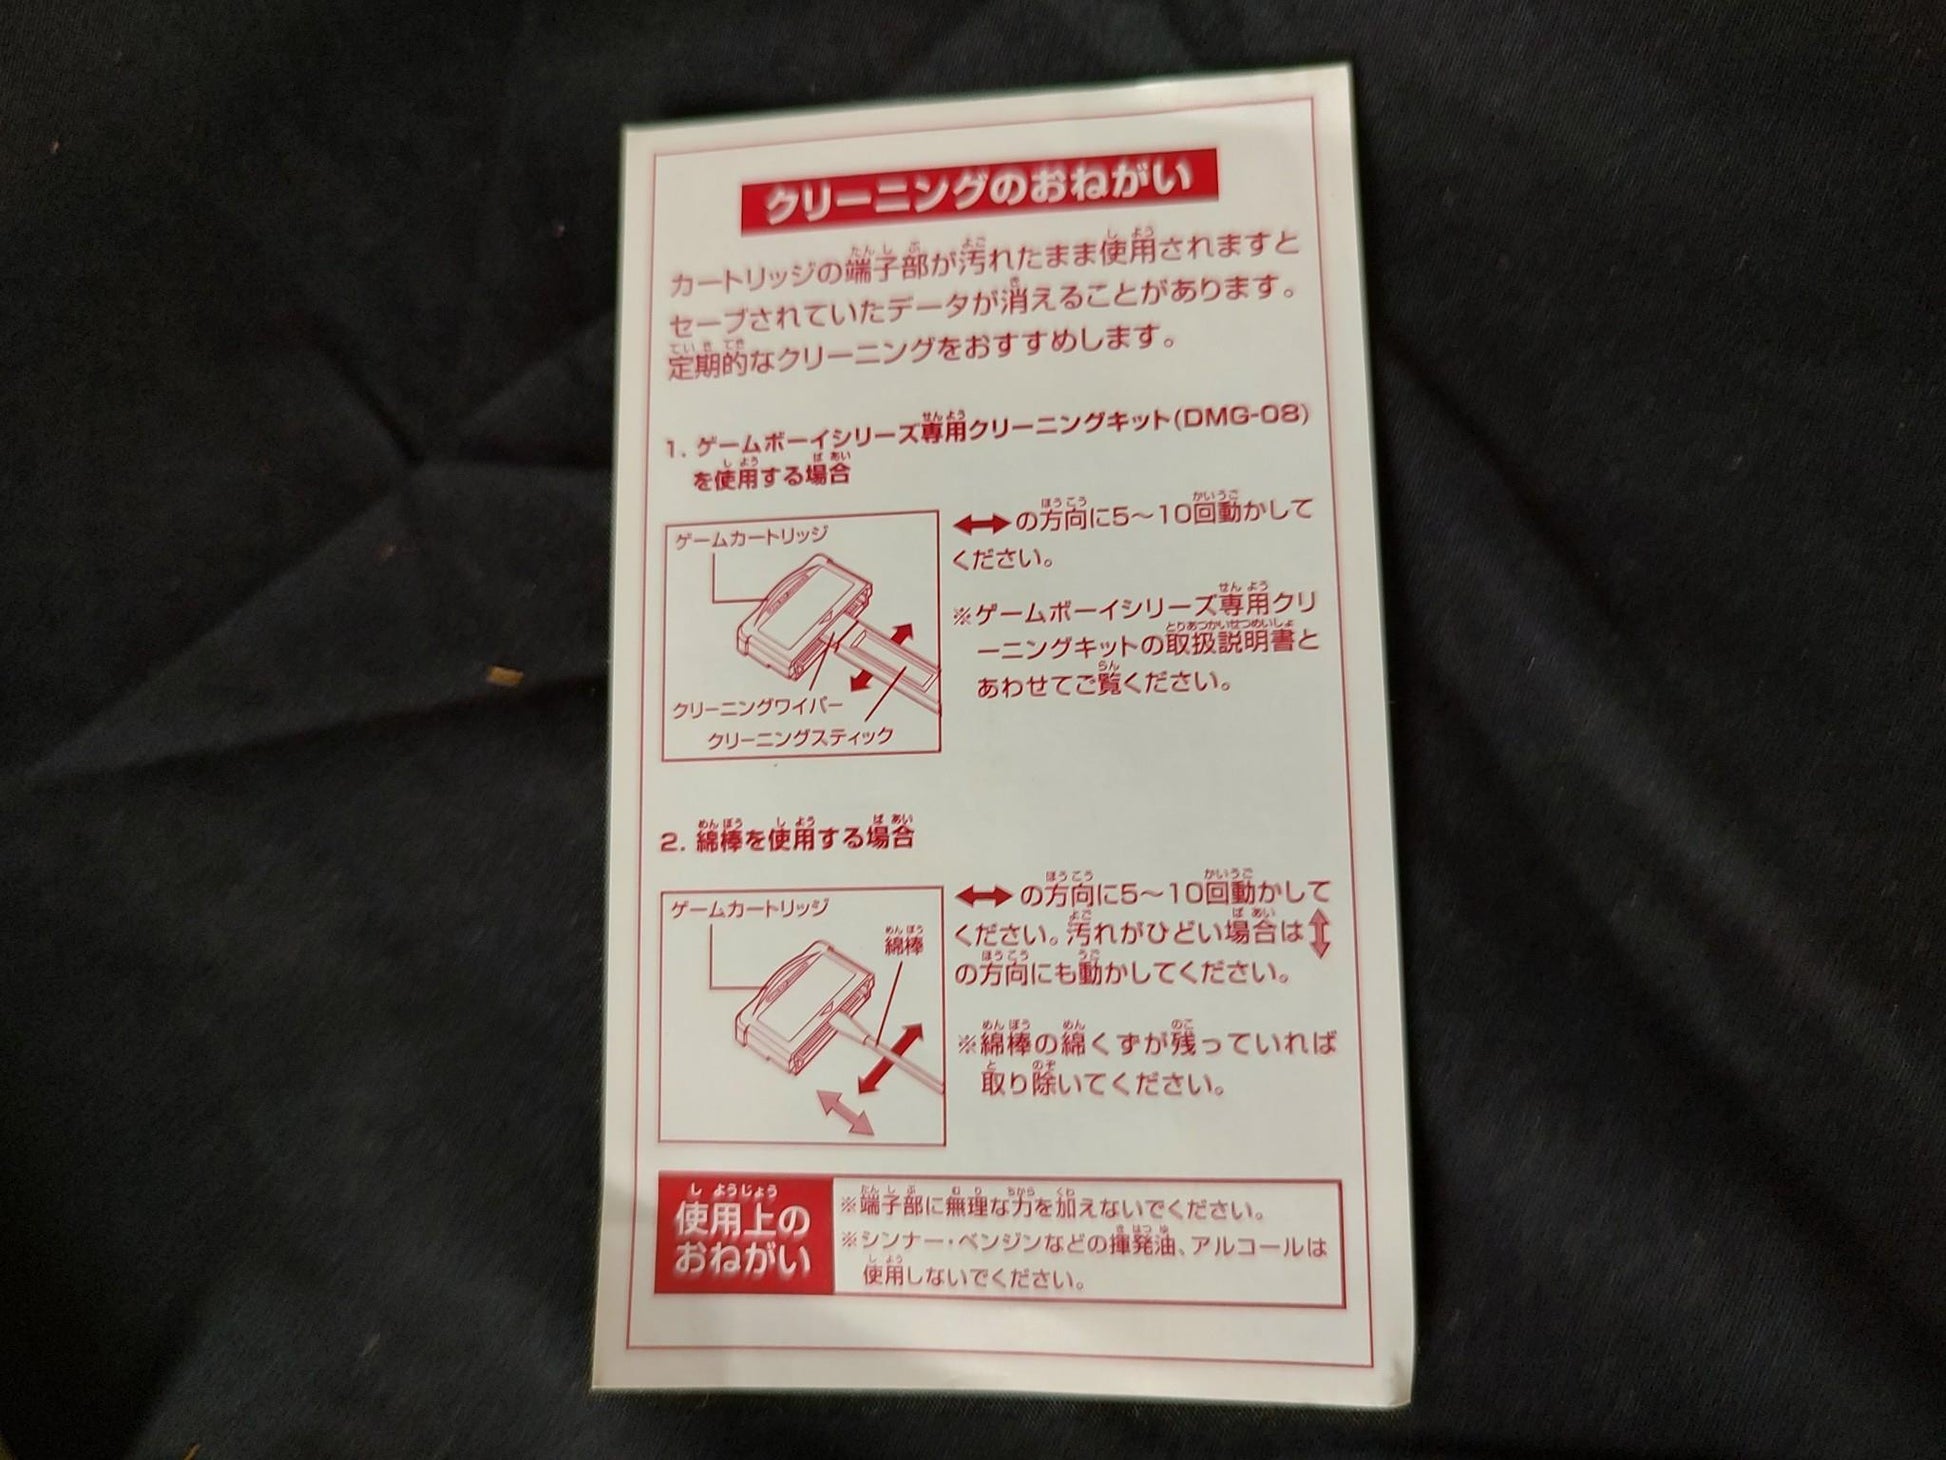 クリーニングのおねがい
カートリッジの端子部が汚れたまま使用されますと
セーブされていたデータが消えることがあります。
定期的なクリーニングをおすすめします。
1. ゲームボーイシリーズ専用クリーニングキット(DMG-08)
を使用する場合
ゲームカートリッジ
クリーニングワイパー
クリーニングスティック
↔の方向に5〜10回動かして
ください。
※ゲームボーイシリーズ専用クリ
ーニングキットの取扱説明書と
あわせてご覧ください。
2. 綿棒を使用する場合
ゲームカートリッジ
綿棒
↔の方向に5〜10回動かして
ください。汚れがひどい場合は↕
の方向にも動かしてください。
※綿棒の綿くずが残っていれば
取り除いてください。
使用上の
おねがい
※端子部に無理な力を加えないでください。
※シンナー・ベンジンなどの揮発油、アルコールは
使用しないでください。